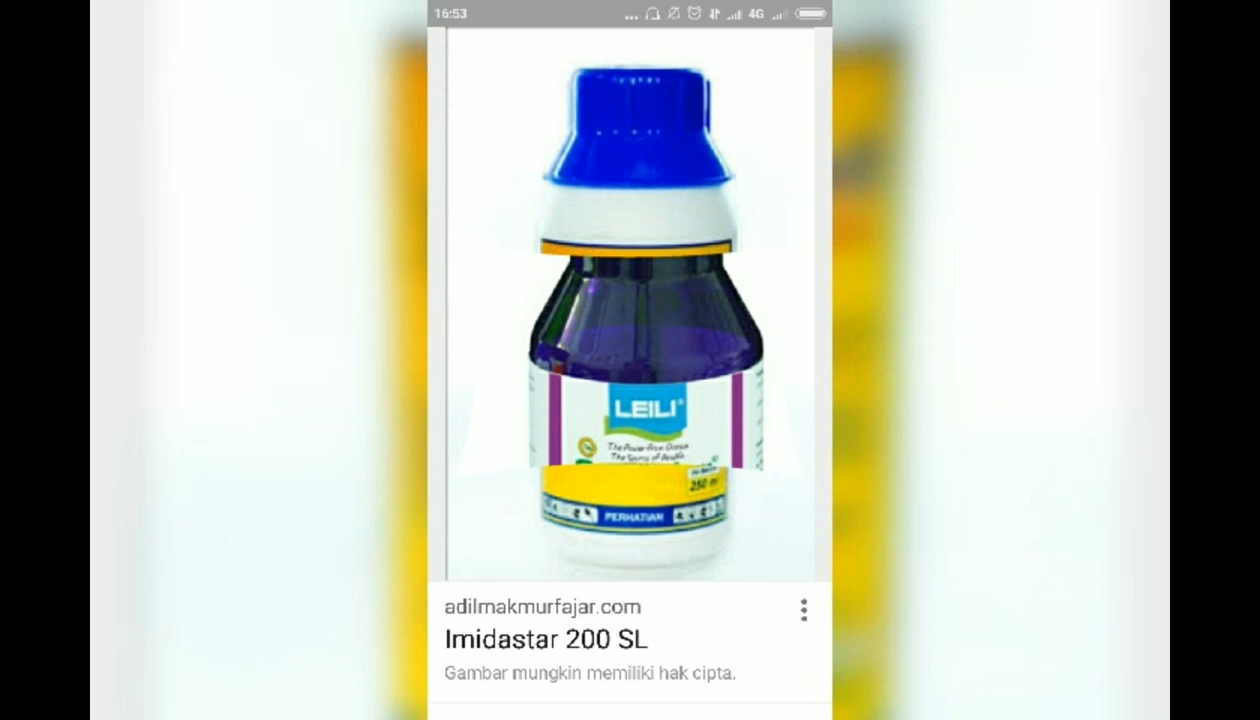 16:53
4G
LEILI
The Power from Ocean
250 ml
PERHATIAN
adilmakmurfajar.com
Imidastar 200 SL
Gambar mungkin memiliki hak cipta.